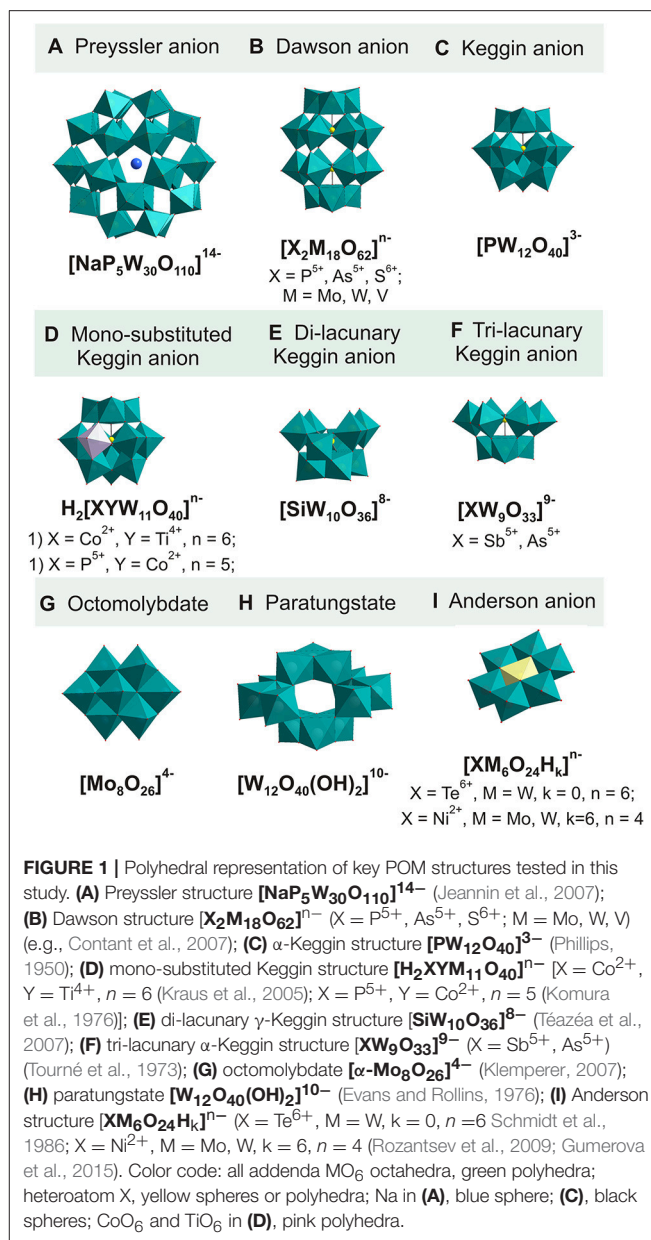 A Preyssler anion
B Dawson anion
C Keggin anion
[NaP₅W₃₀O₁₁₀]¹⁴⁻
[X₂M₁₈O₆₂]ⁿ⁻
X = P⁵⁺, As⁵⁺, S⁶⁺;
M = Mo, W, V
[PW₁₂O₄₀]³⁻
D Mono-substituted
Keggin anion
E Di-lacunary
Keggin anion
F Tri-lacunary
Keggin anion
H₂[XYW₁₁O₄₀]ⁿ⁻
1) X = Co²⁺, Y = Ti⁴⁺, n = 6;
1) X = P⁵⁺, Y = Co²⁺, n = 5;
[SiW₁₀O₃₆]⁸⁻
[XW₉O₃₃]⁹⁻
X = Sb⁵⁺, As⁵⁺
G Octomolybdate
H Paratungstate
I Anderson anion
[Mo₈O₂₆]⁴⁻
[W₁₂O₄₀(OH)₂]¹⁰⁻
[XM₆O₂₄Hₖ]ⁿ⁻
X = Te⁶⁺, M = W, k = 0, n = 6;
X = Ni²⁺, M = Mo, W, k=6, n = 4
FIGURE 1 | Polyhedral representation of key POM structures tested in this
study. (A) Preyssler structure [NaP₅W₃₀O₁₁₀]¹⁴⁻ (Jeannin et al., 2007);
(B) Dawson structure [X₂M₁₈O₆₂]ⁿ⁻ (X = P⁵⁺, As⁵⁺, S⁶⁺; M = Mo, W, V)
(e.g., Contant et al., 2007); (C) α-Keggin structure [PW₁₂O₄₀]³⁻ (Phillips,
1950); (D) mono-substituted Keggin structure [H₂XYM₁₁O₄₀]ⁿ⁻ [X = Co²⁺,
Y = Ti⁴⁺, n = 6 (Kraus et al., 2005); X = P⁵⁺, Y = Co²⁺, n = 5 (Komura
et al., 1976)]; (E) di-lacunary γ-Keggin structure [SiW₁₀O₃₆]⁸⁻ (Téazéa et al.,
2007); (F) tri-lacunary α-Keggin structure [XW₉O₃₃]⁹⁻ (X = Sb⁵⁺, As⁵⁺)
(Tourné et al., 1973); (G) octomolybdate [α-Mo₈O₂₆]⁴⁻ (Klemperer, 2007);
(H) paratungstate [W₁₂O₄₀(OH)₂]¹⁰⁻ (Evans and Rollins, 1976); (I) Anderson
structure [XM₆O₂₄Hₖ]ⁿ⁻ (X = Te⁶⁺, M = W, k = 0, n =6 Schmidt et al.,
1986; X = Ni²⁺, M = Mo, W, k = 6, n = 4 (Rozantsev et al., 2009; Gumerova
et al., 2015). Color code: all addenda MO₆ octahedra, green polyhedra;
heteroatom X, yellow spheres or polyhedra; Na in (A), blue sphere; (C), black
spheres; CoO₆ and TiO₆ in (D), pink polyhedra.